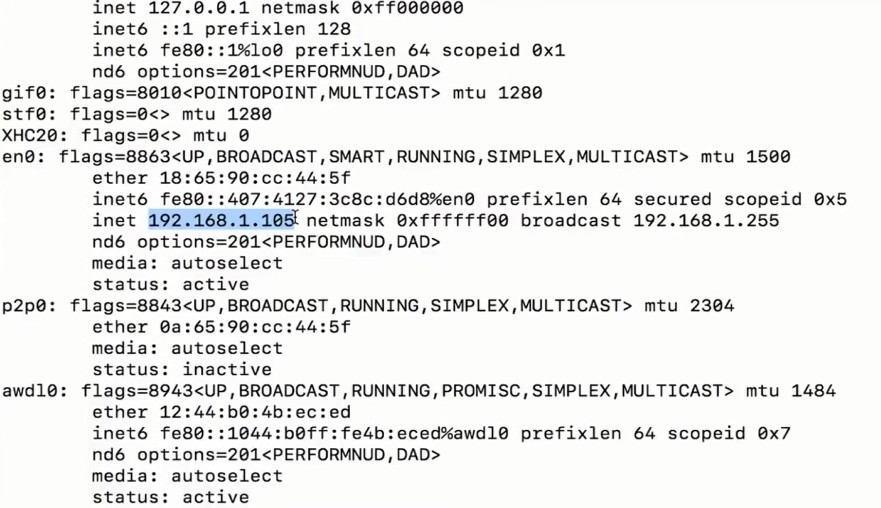 inet 127.0.0.1 netmask 0xff000000
inet6 ::1 prefixlen 128
inet6 fe80::1%lo0 prefixlen 64 scopeid 0x1
nd6 options=201<PERFORMNUD,DAD>
gif0: flags=8010<POINTOPOINT,MULTICAST> mtu 1280
stf0: flags=0<> mtu 1280
XHC20: flags=0<> mtu 0
en0: flags=8863<UP,BROADCAST,SMART,RUNNING,SIMPLEX,MULTICAST> mtu 1500
ether 18:65:90:cc:44:5f
inet6 fe80::407:4127:3c8c:d6d8%en0 prefixlen 64 secured scopeid 0x5
inet 192.168.1.105 netmask 0xffffff00 broadcast 192.168.1.255
nd6 options=201<PERFORMNUD,DAD>
media: autoselect
status: active
p2p0: flags=8843<UP,BROADCAST,RUNNING,SIMPLEX,MULTICAST> mtu 2304
ether 0a:65:90:cc:44:5f
media: autoselect
status: inactive
awdl0: flags=8943<UP,BROADCAST,RUNNING,PROMISC,SIMPLEX,MULTICAST> mtu 1484
ether 12:44:b0:4b:ec:ed
inet6 fe80::1044:b0ff:fe4b:eced%awdl0 prefixlen 64 scopeid 0x7
nd6 options=201<PERFORMNUD,DAD>
media: autoselect
status: active